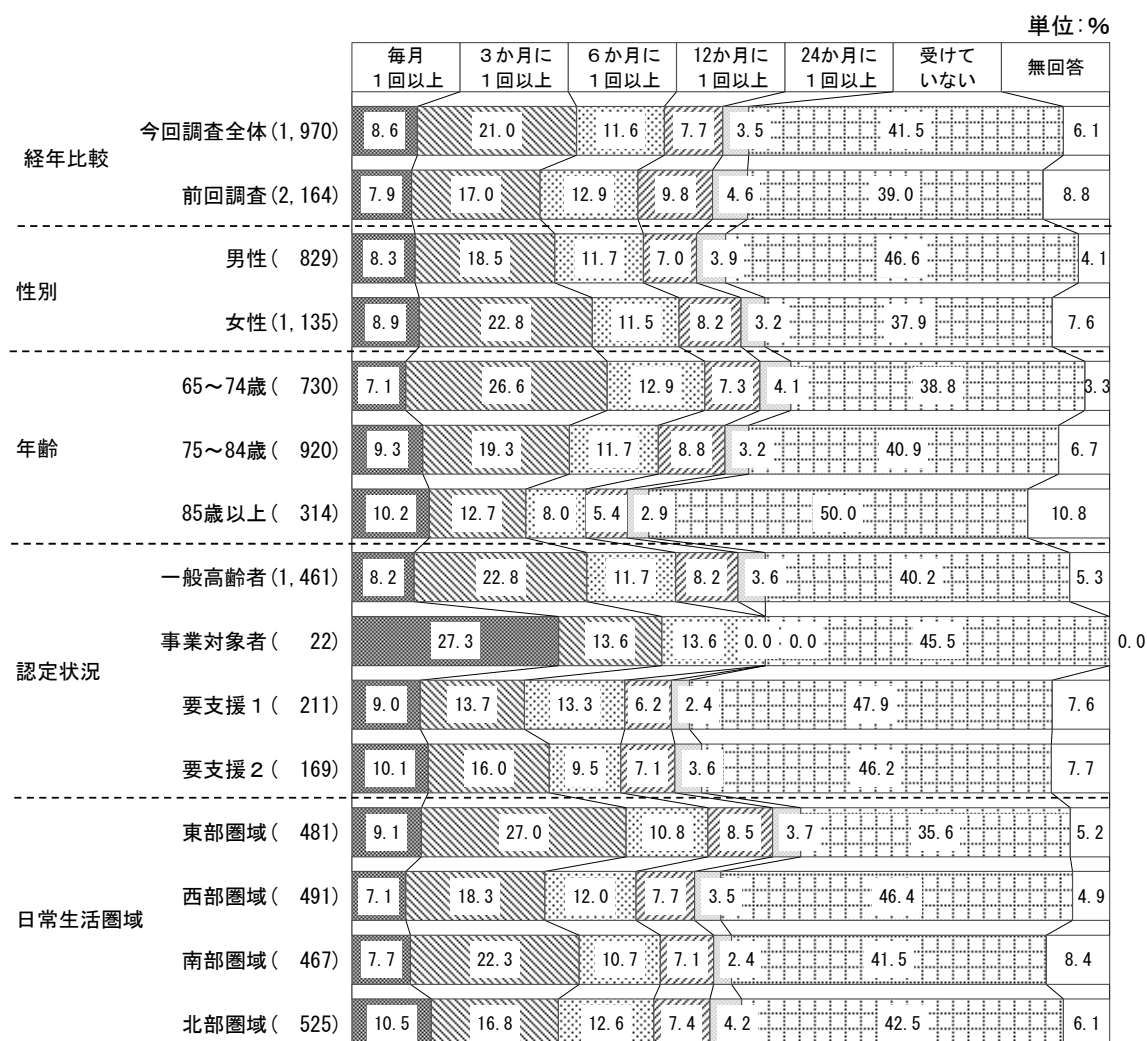 単位：％
毎月
１回以上
３か月に
１回以上
６か月に
１回以上
12か月に
１回以上
24か月に
１回以上
受けて
いない
無回答
経年比較
今回調査全体(1,970) 8.6 21.0 11.6 7.7 3.5 41.5 6.1
前回調査(2,164) 7.9 17.0 12.9 9.8 4.6 39.0 8.8
性別
男性( 829) 8.3 18.5 11.7 7.0 3.9 46.6 4.1
女性(1,135) 8.9 22.8 11.5 8.2 3.2 37.9 7.6
年齢
65～74歳( 730) 7.1 26.6 12.9 7.3 4.1 38.8 3.3
75～84歳( 920) 9.3 19.3 11.7 8.8 3.2 40.9 6.7
85歳以上( 314) 10.2 12.7 8.0 5.4 2.9 50.0 10.8
認定状況
一般高齢者(1,461) 8.2 22.8 11.7 8.2 3.6 40.2 5.3
事業対象者( 22) 27.3 13.6 13.6 0.0 0.0 45.5 0.0
要支援１( 211) 9.0 13.7 13.3 6.2 2.4 47.9 7.6
要支援２( 169) 10.1 16.0 9.5 7.1 3.6 46.2 7.7
日常生活圏域
東部圏域( 481) 9.1 27.0 10.8 8.5 3.7 35.6 5.2
西部圏域( 491) 7.1 18.3 12.0 7.7 3.5 46.4 4.9
南部圏域( 467) 7.7 22.3 10.7 7.1 2.4 41.5 8.4
北部圏域( 525) 10.5 16.8 12.6 7.4 4.2 42.5 6.1